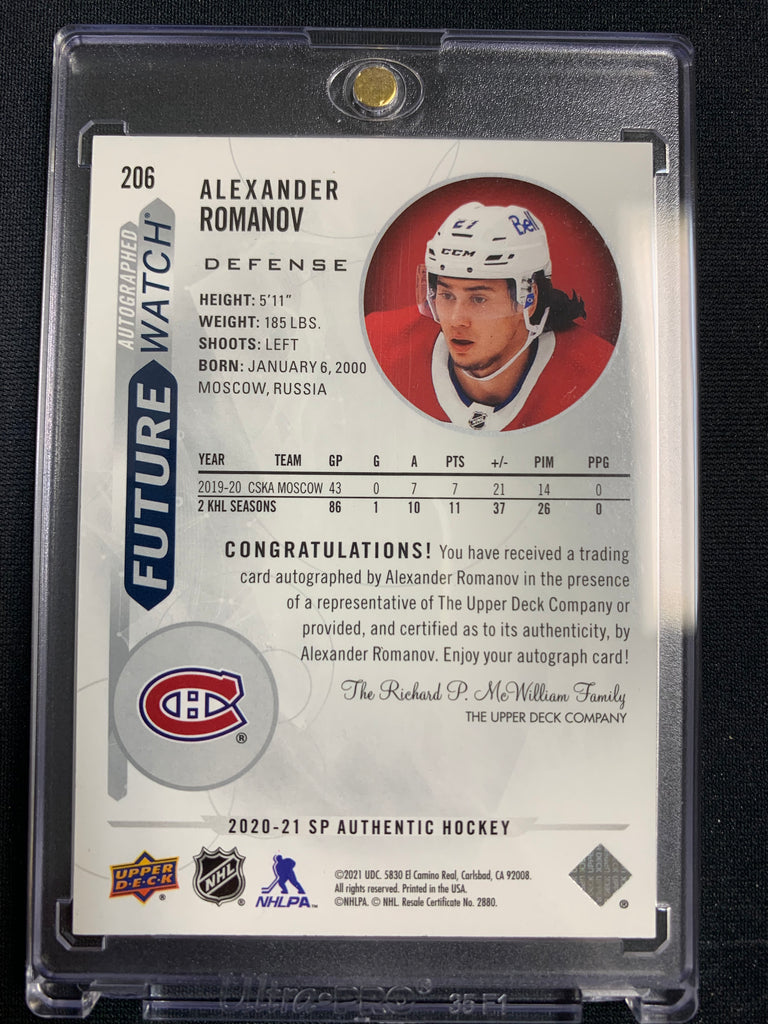 206
ALEXANDER
ROMANOV
DEFENSE
HEIGHT: 5'11"
WEIGHT: 185 LBS.
SHOOTS: LEFT
BORN: JANUARY 6, 2000
MOSCOW, RUSSIA
AUTOGRAPHED
FUTURE WATCH®
27
Bell
CCM
YEAR TEAM GP G A PTS +/- PIM PPG
2019-20 CSKA MOSCOW 43 0 7 7 21 14 0
2 KHL SEASONS 86 1 10 11 37 26 0
CONGRATULATIONS! You have received a trading
card autographed by Alexander Romanov in the presence
of a representative of The Upper Deck Company or
provided, and certified as to its authenticity, by
Alexander Romanov. Enjoy your autograph card!
The Richard P. McWilliam Family
THE UPPER DECK COMPANY
CH
®
2020-21 SP AUTHENTIC HOCKEY
UPPER
D·E·C·K
®
NHL
®
NHLPA™
©2021 UDC. 5830 El Camino Real, Carlsbad, CA 92008.
All rights reserved. Printed in the USA.
©NHLPA. © NHL. Resale Certificate No. 2880.
®
Ultra·PRO® 35 F1